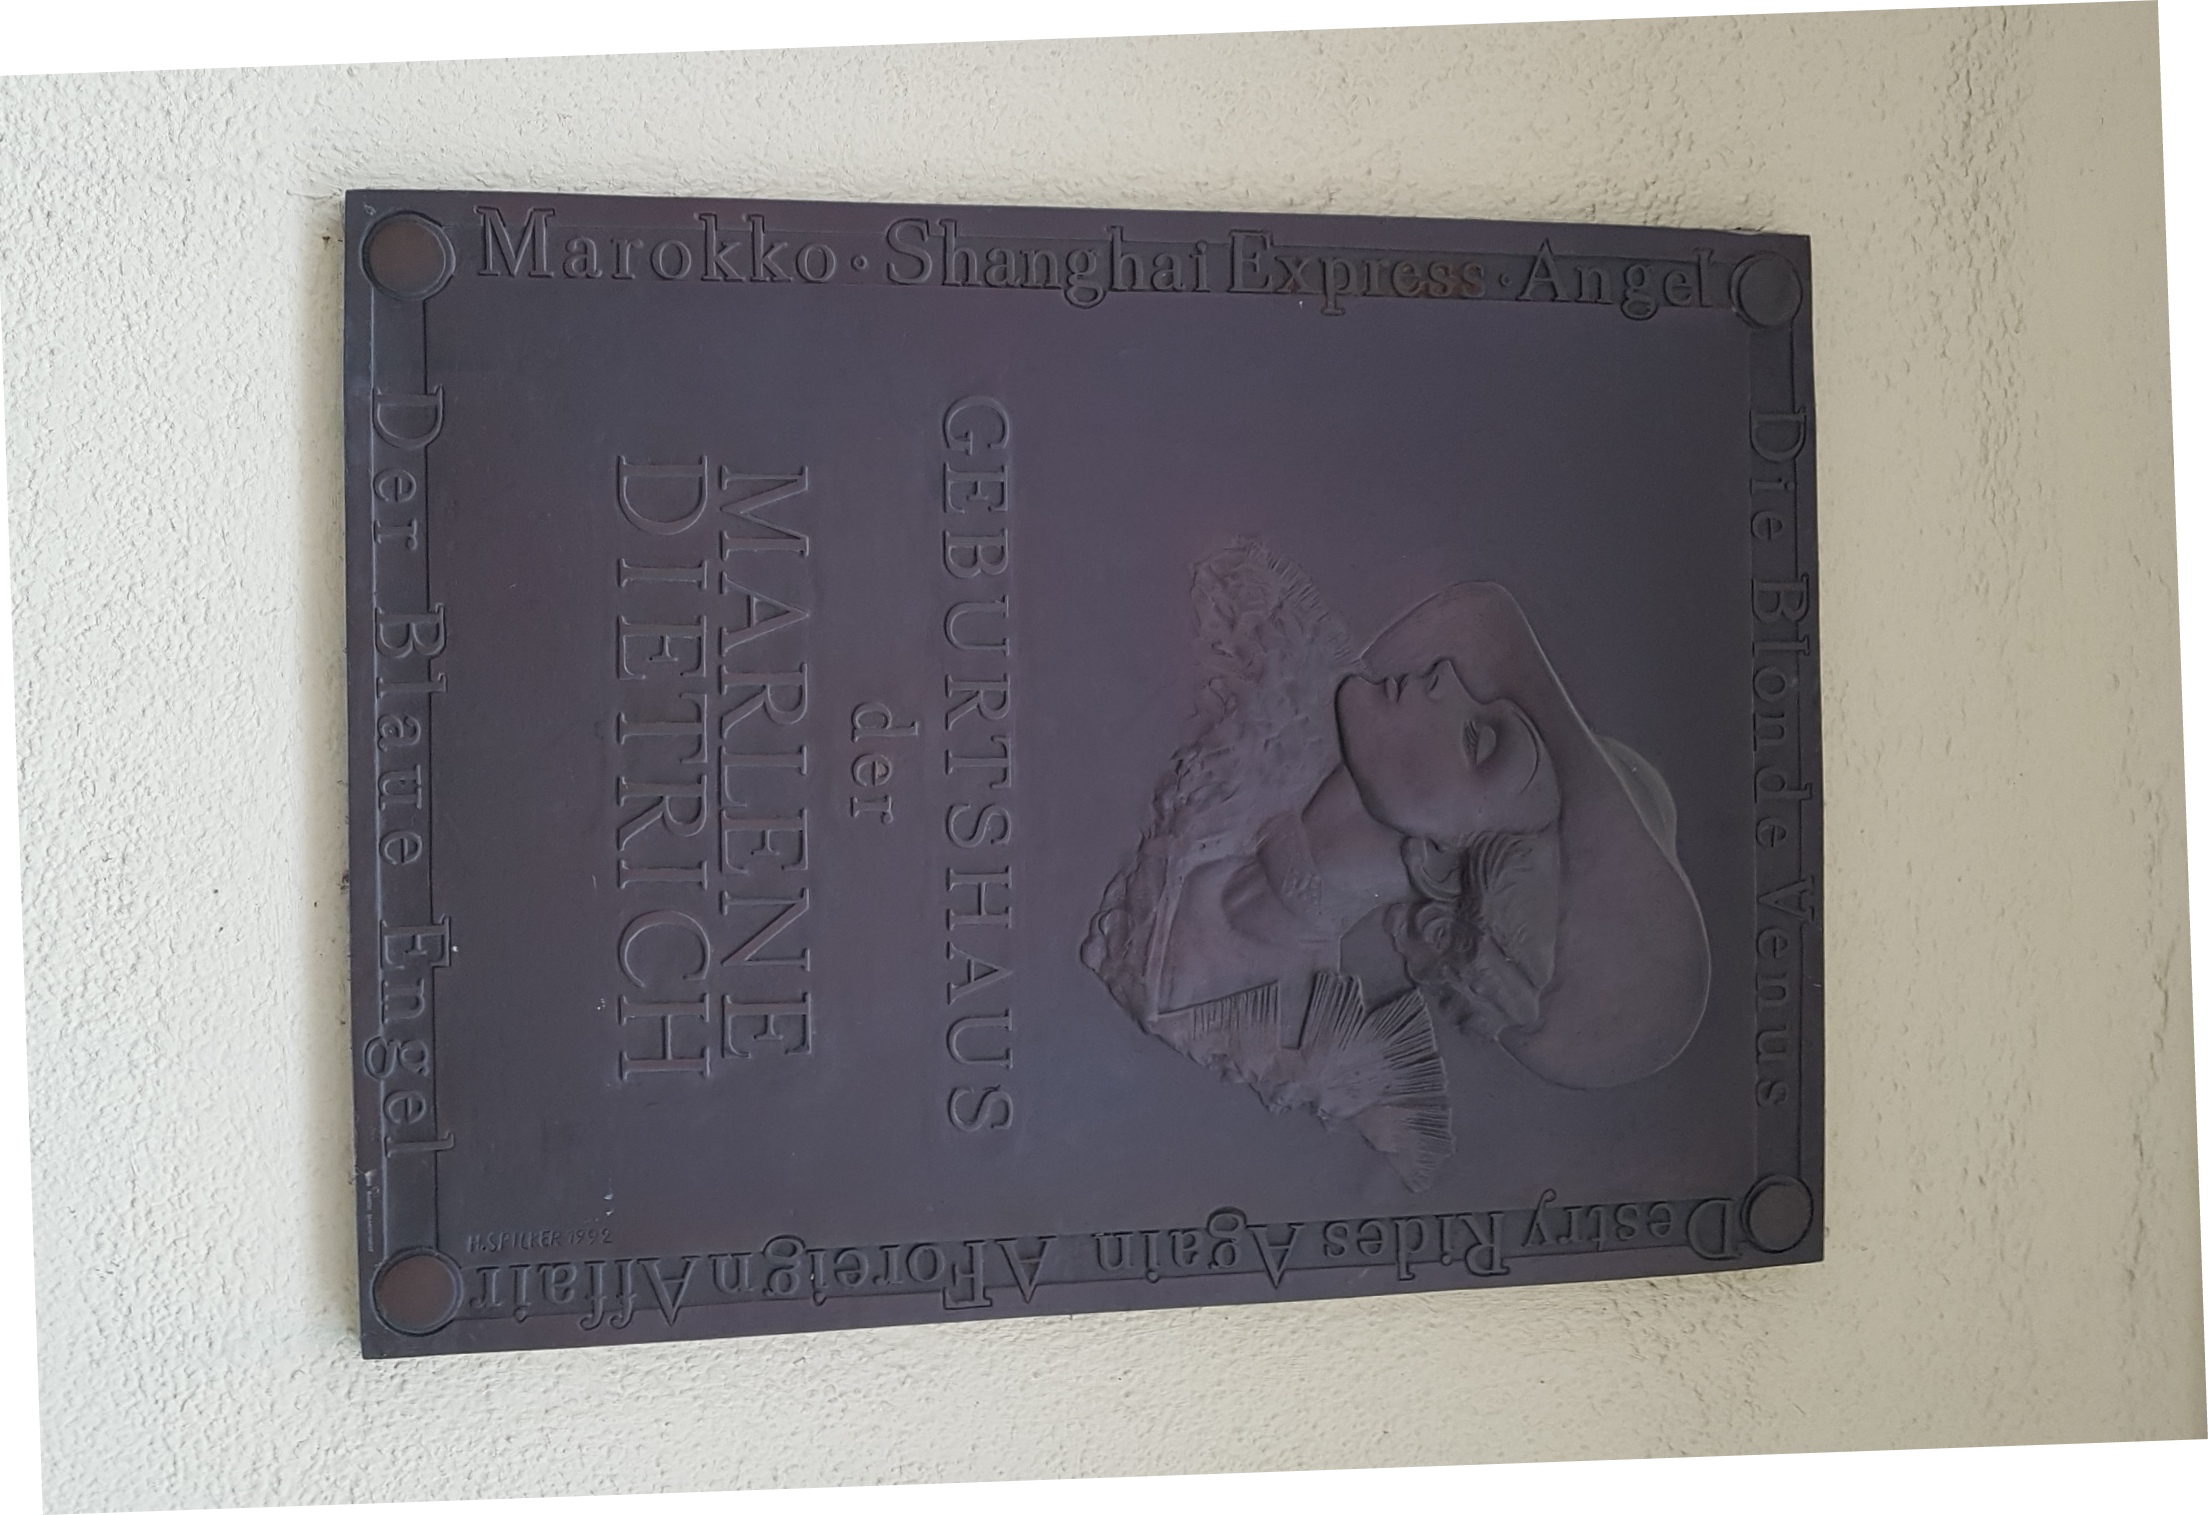 Die Blonde Venus
Marokko · Shanghai Express · Angel
Destry Rides Again A Foreign Affair
GEBURTSHAUS
der
MARLENE
DIETRICH
H. SPILKER 1992
Der Blaue Engel